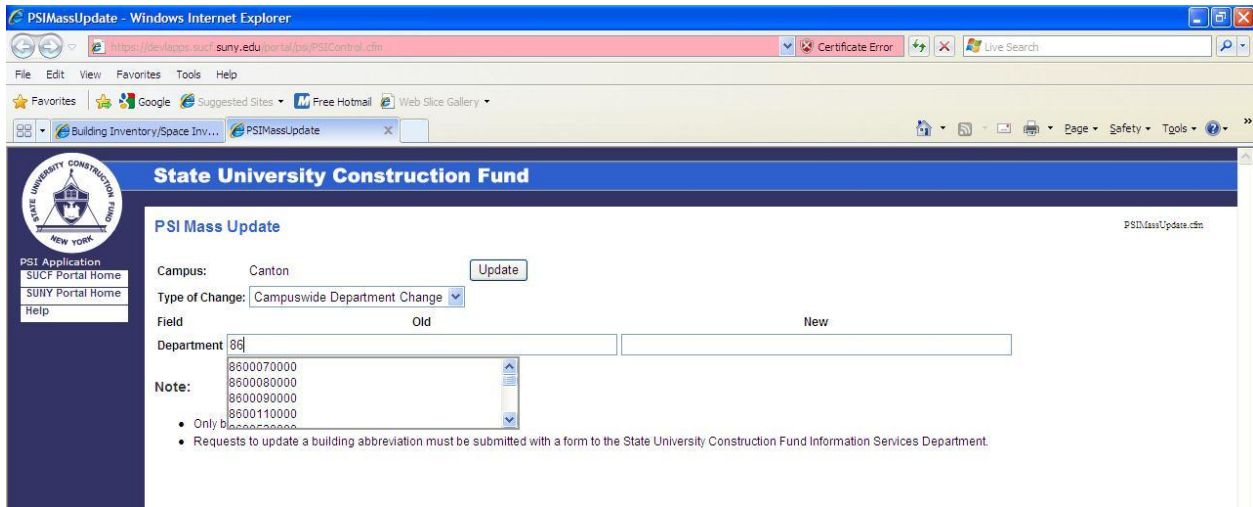 PSIMassUpdate - Windows Internet Explorer
https://devlapps.sucf.suny.edu/portal/psi/PSIControl.cfm Certificate Error Live Search
File Edit View Favorites Tools Help
Favorites Google Suggested Sites Free Hotmail Web Slice Gallery
Building Inventory/Space Inv... PSIMassUpdate Page Safety Tools »
STATE UNIVERSITY CONSTRUCTION FUND
NEW YORK
State University Construction Fund
PSI Mass Update PSIMassUpdate.cfm
PSI Application
SUCF Portal Home
SUNY Portal Home
Help
Campus: Canton Update
Type of Change: Campuswide Department Change
Field Old New
Department 86
8600070000
8600080000
8600090000
8600110000
Note:
• Only b
• Requests to update a building abbreviation must be submitted with a form to the State University Construction Fund Information Services Department.